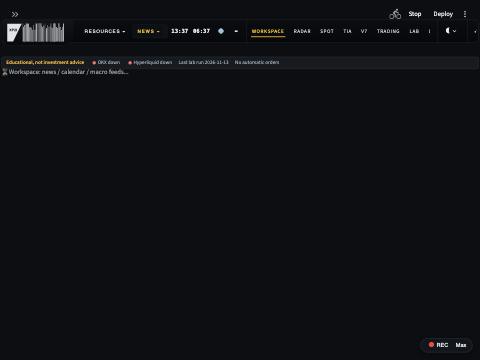 Stop Deploy
KPIB RESOURCES NEWS 13:37 06:37 WORKSPACE RADAR SPOT TIA V7 TRADING LAB
Educational, not investment advice OKX down Hyperliquid down Last lab run 2026-11-13 No automatic orders
Workspace: news / calendar / macro feeds...
REC Max